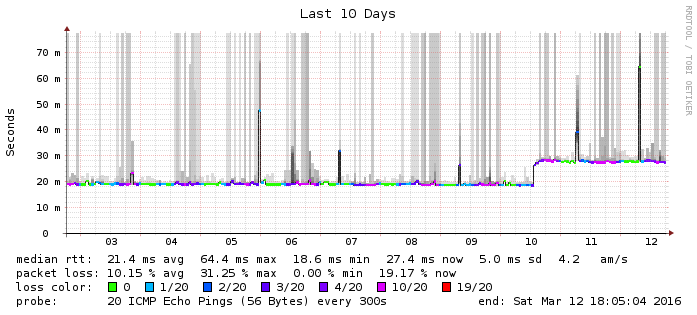 Last 10 Days
RRDTOOL / TOBI OETIKER
Seconds
70 m
60 m
50 m
40 m
30 m
20 m
10 m
0
03 04 05 06 07 08 09 10 11 12
median rtt: 21.4 ms avg 64.4 ms max 18.6 ms min 27.4 ms now 5.0 ms sd 4.2 am/s
packet loss: 10.15 % avg 31.25 % max 0.00 % min 19.17 % now
loss color: 0 1/20 2/20 3/20 4/20 10/20 19/20
probe: 20 ICMP Echo Pings (56 Bytes) every 300s end: Sat Mar 12 18:05:04 2016